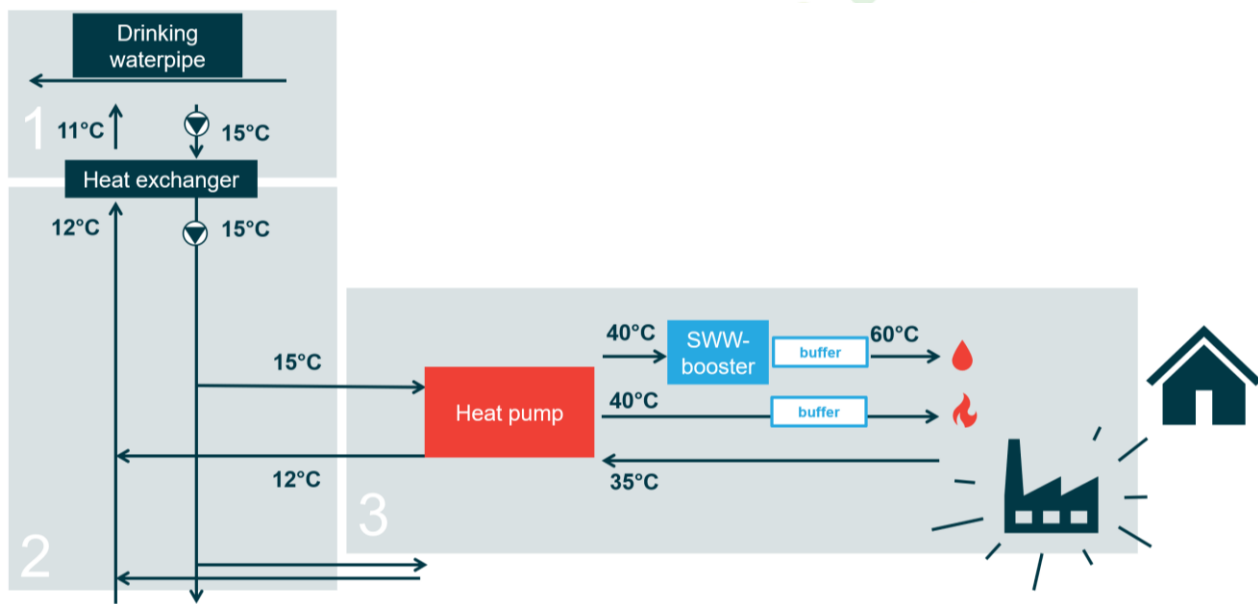 Drinking
waterpipe
1
11°C
15°C
Heat exchanger
12°C
15°C
40°C
SWW-
booster
buffer
60°C
15°C
Heat pump
40°C
buffer
12°C
35°C
3
2